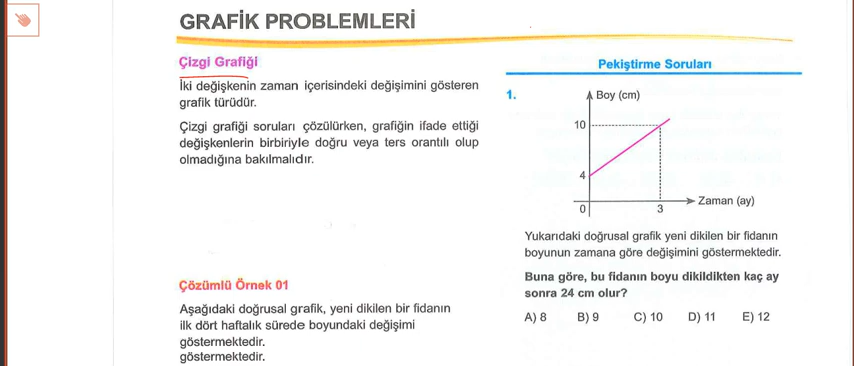 GRAFİK PROBLEMLERİ
Çizgi Grafiği
İki değişkenin zaman içerisindeki değişimini gösteren
grafik türüdür.
Çizgi grafiği soruları çözülürken, grafiğin ifade ettiği
değişkenlerin birbiriyle doğru veya ters orantılı olup
olmadığına bakılmalıdır.
Çözümlü Örnek 01
Aşağıdaki doğrusal grafik, yeni dikilen bir fidanın
ilk dört haftalık sürede boyundaki değişimi
göstermektedir.
göstermektedir.
Pekiştirme Soruları
1.
Boy (cm)
10
4
0
3
Zaman (ay)
Yukarıdaki doğrusal grafik yeni dikilen bir fidanın
boyunun zamana göre değişimini göstermektedir.
Buna göre, bu fidanın boyu dikildikten kaç ay
sonra 24 cm olur?
A) 8 B) 9 C) 10 D) 11 E) 12